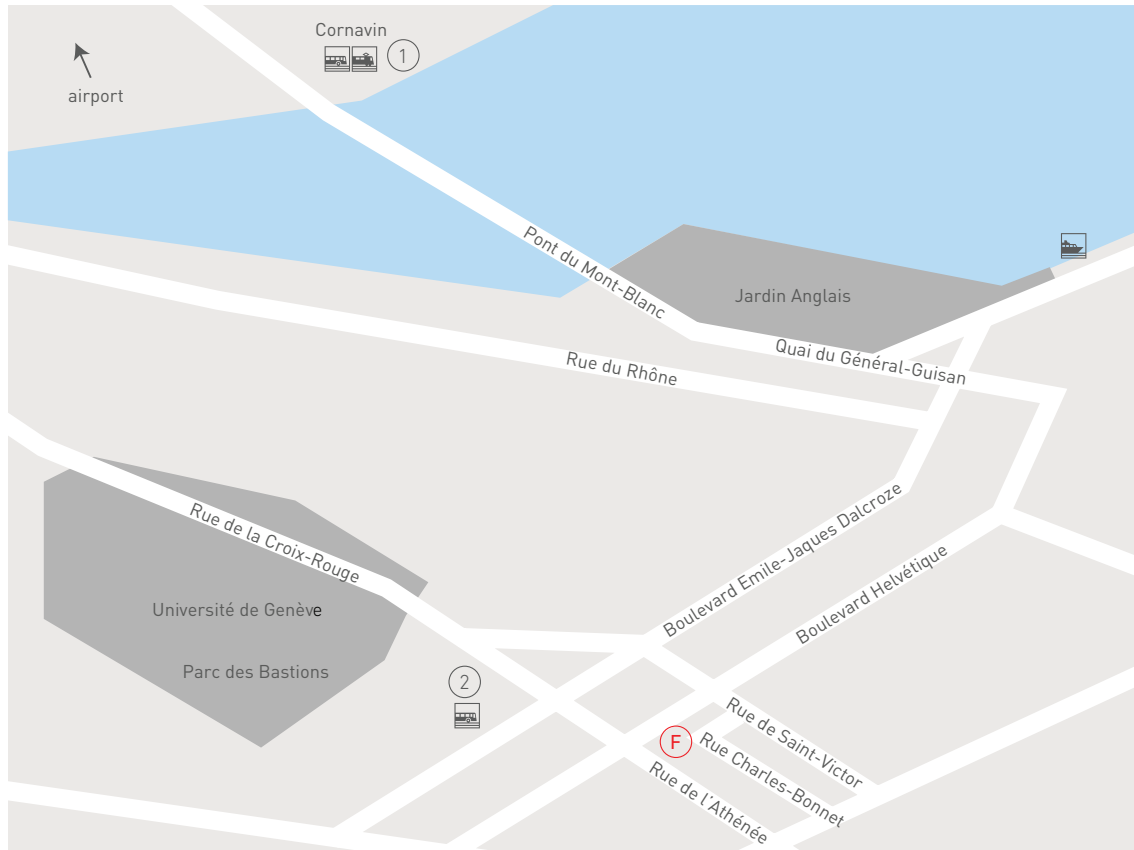 Cornavin
1
airport
Pont du Mont-Blanc
Jardin Anglais
Quai du Général-Guisan
Rue du Rhône
Boulevard Emile-Jaques Dalcroze
Rue de la Croix-Rouge
Boulevard Helvétique
Université de Genève
Parc des Bastions
2
F
Rue de Saint-Victor
Rue Charles-Bonnet
Rue de l'Athénée